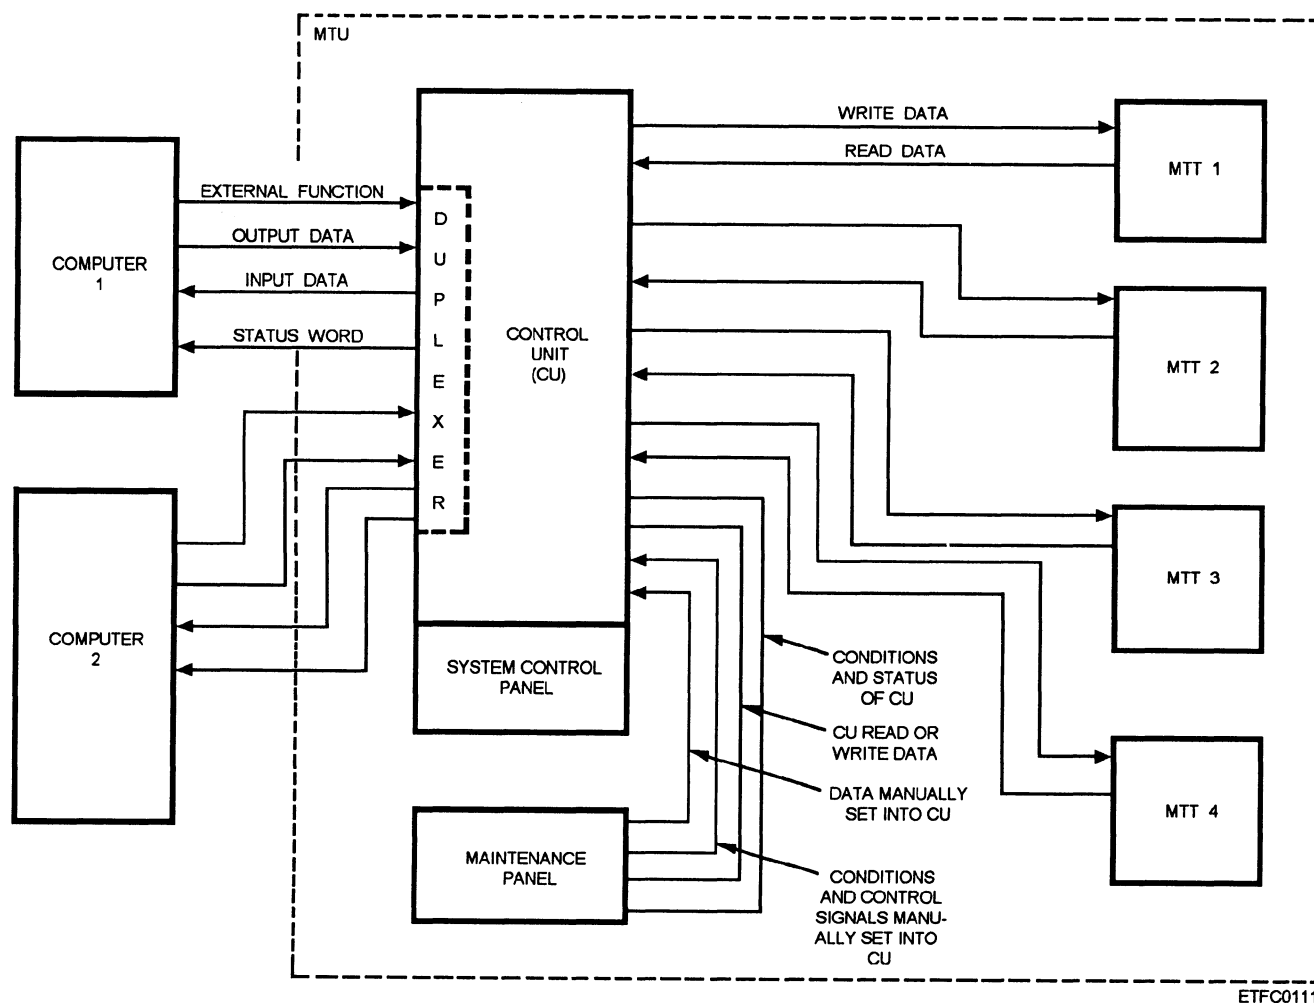 MTU
WRITE DATA
READ DATA
MTT 1
EXTERNAL FUNCTION
OUTPUT DATA
INPUT DATA
STATUS WORD
COMPUTER
1
D
U
P
L
E
X
E
R
CONTROL
UNIT
(CU)
MTT 2
MTT 3
COMPUTER
2
SYSTEM CONTROL
PANEL
CONDITIONS
AND STATUS
OF CU
CU READ OR
WRITE DATA
DATA MANUALLY
SET INTO CU
MTT 4
MAINTENANCE
PANEL
CONDITIONS
AND CONTROL
SIGNALS MANU-
ALLY SET INTO
CU
ETFC0111